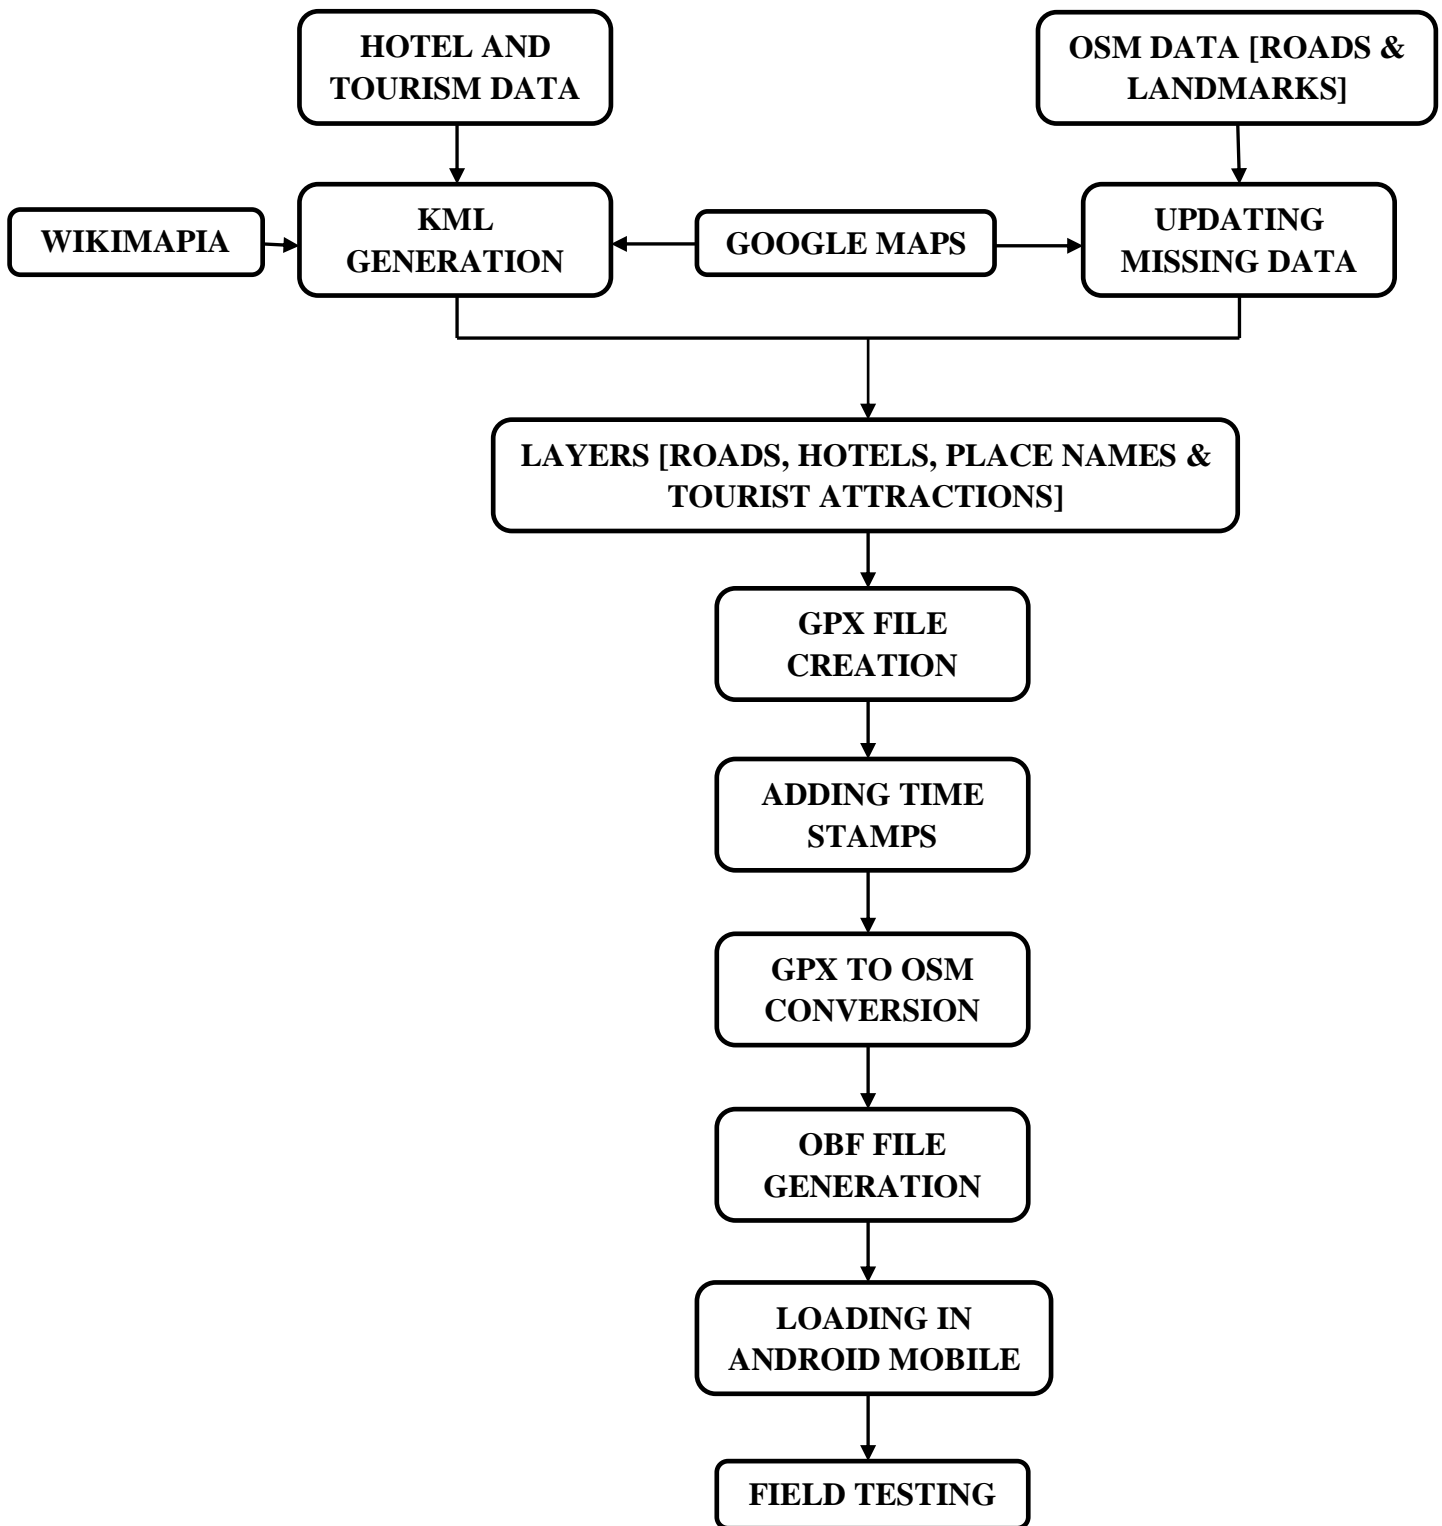 HOTEL AND
TOURISM DATA
OSM DATA [ROADS &
LANDMARKS]
WIKIMAPIA
KML
GENERATION
GOOGLE MAPS
UPDATING
MISSING DATA
LAYERS [ROADS, HOTELS, PLACE NAMES &
TOURIST ATTRACTIONS]
GPX FILE
CREATION
ADDING TIME
STAMPS
GPX TO OSM
CONVERSION
OBF FILE
GENERATION
LOADING IN
ANDROID MOBILE
FIELD TESTING